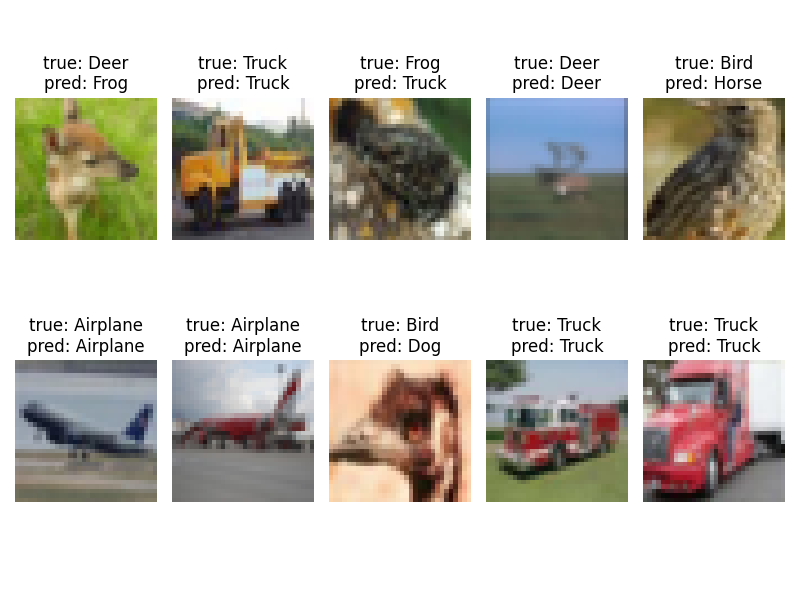 true: Deer
pred: Frog
true: Truck
pred: Truck
true: Frog
pred: Truck
true: Deer
pred: Deer
true: Bird
pred: Horse
true: Airplane
pred: Airplane
true: Airplane
pred: Airplane
true: Bird
pred: Dog
true: Truck
pred: Truck
true: Truck
pred: Truck